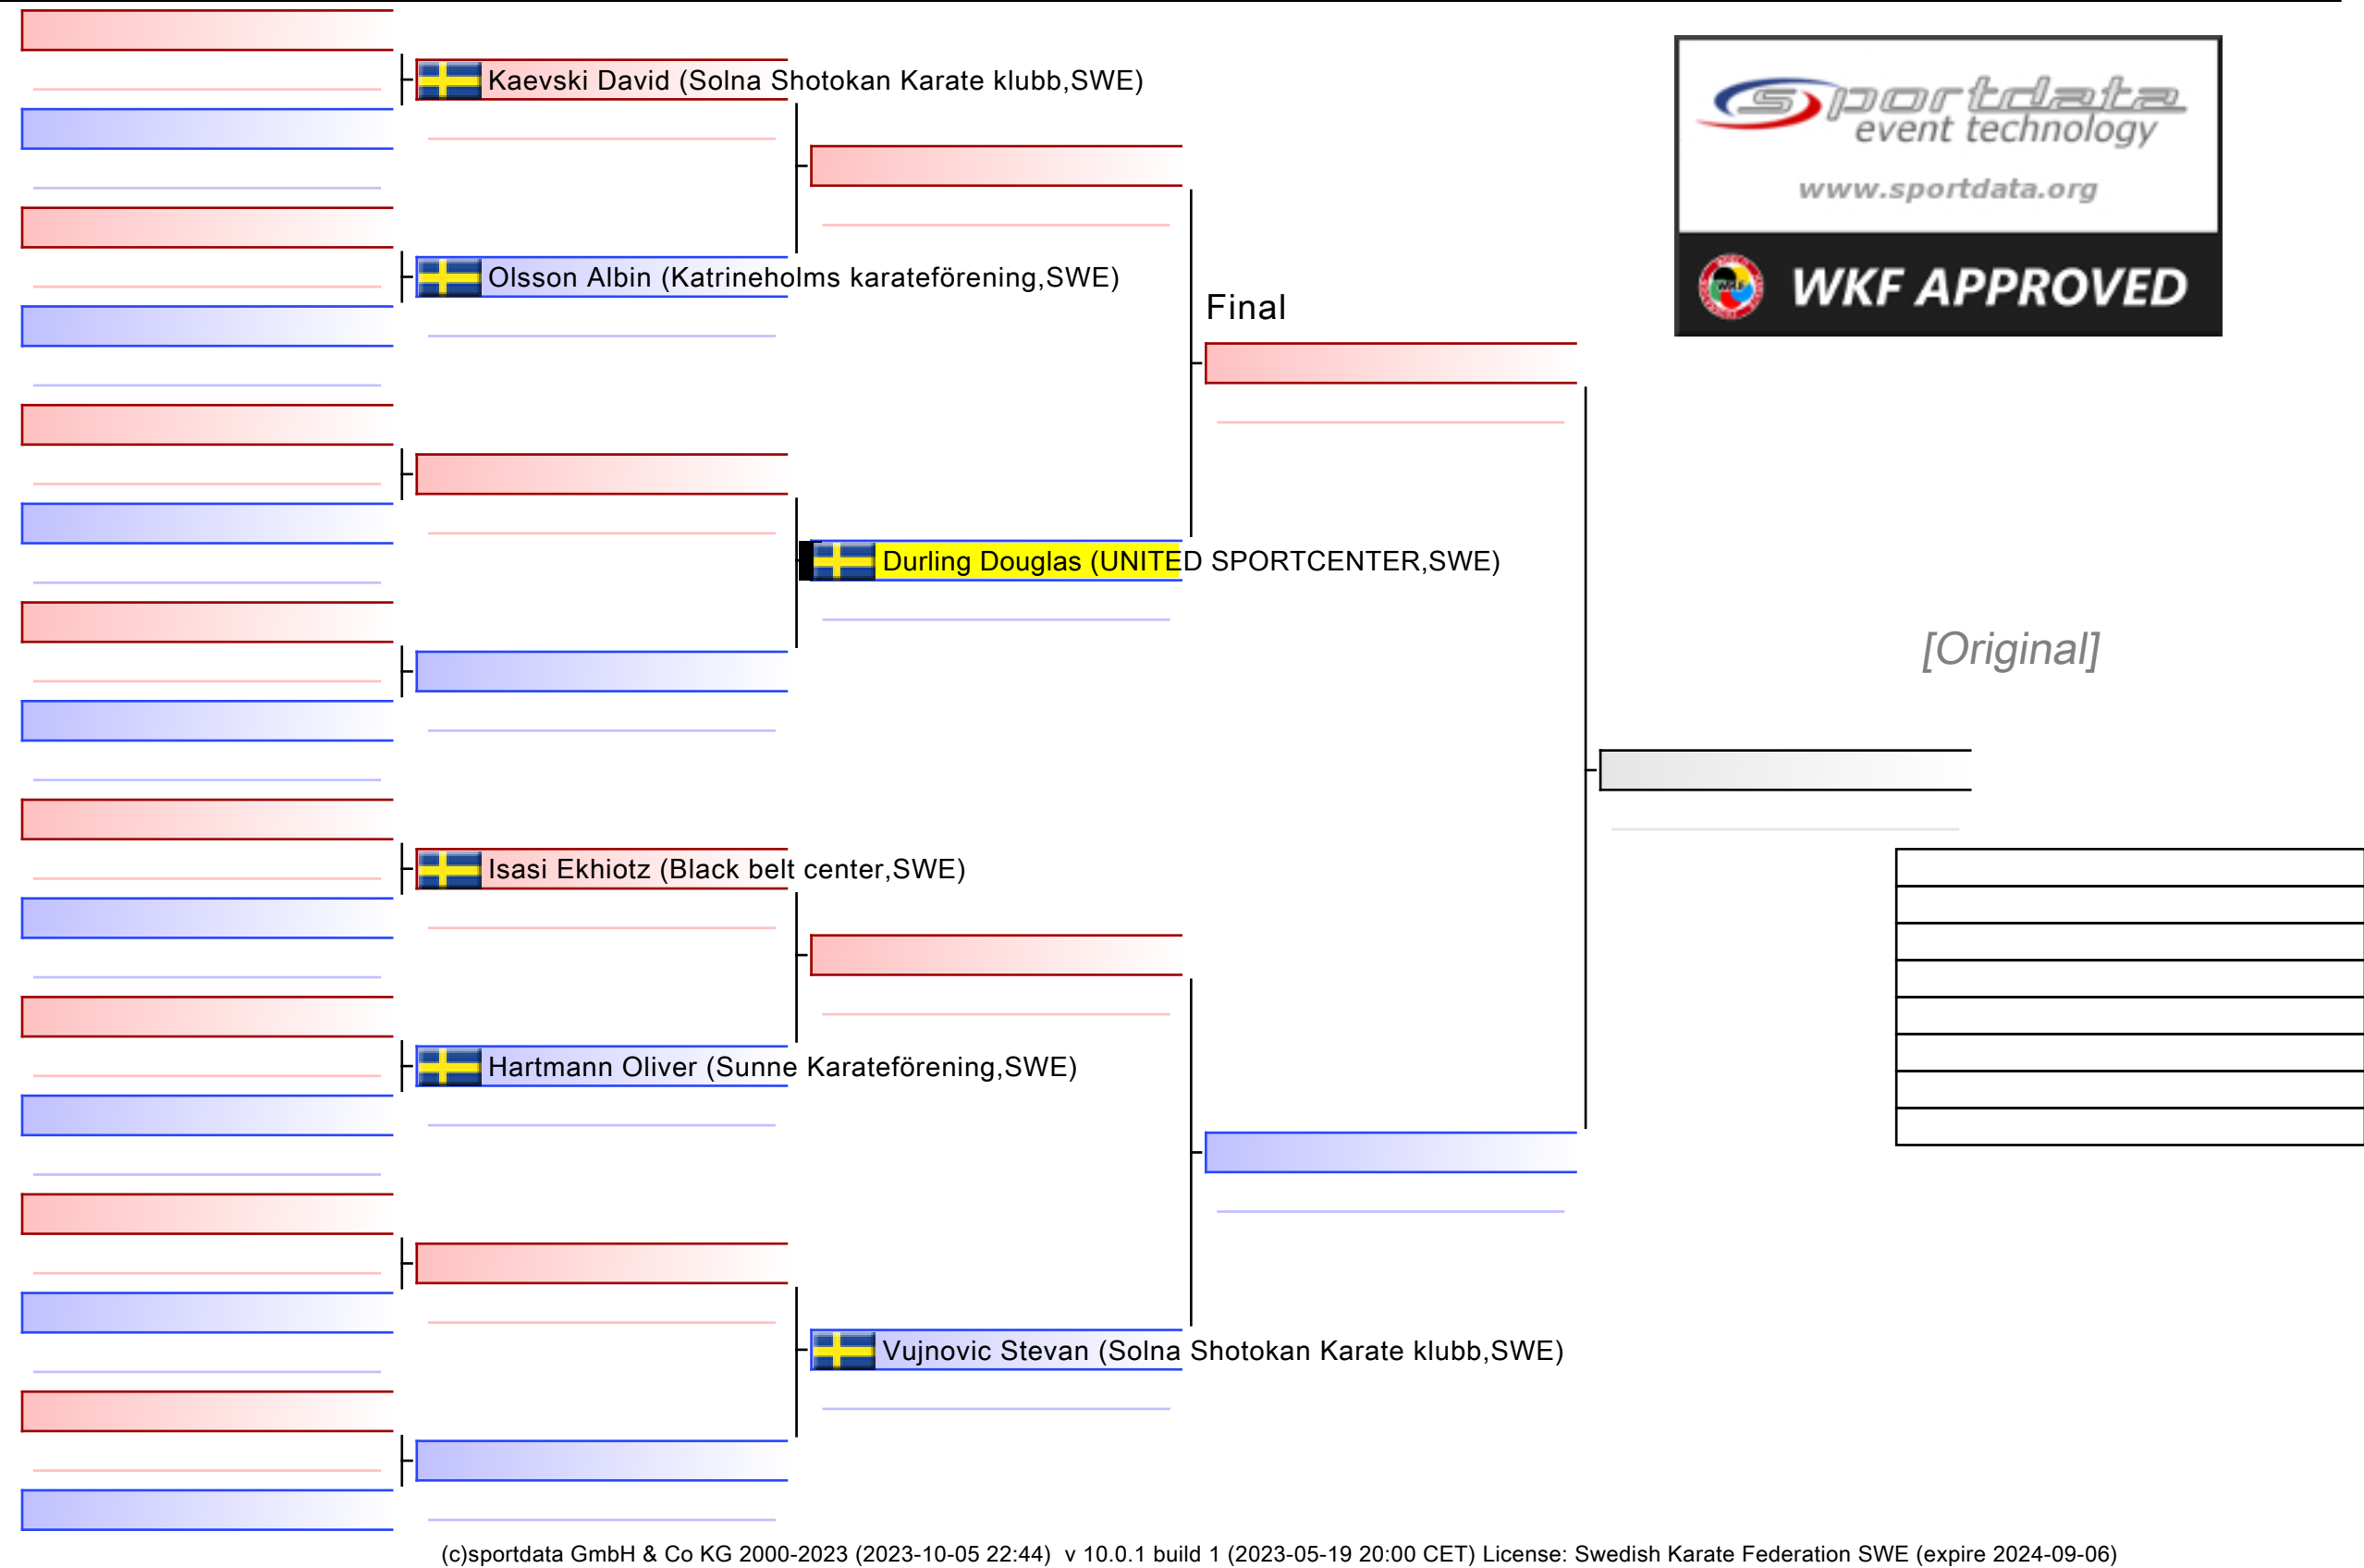 Kaevski David (Solna Shotokan Karate klubb,SWE)
sportdata
event technology
www.sportdata.org
WKF APPROVED
Olsson Albin (Katrineholms karateförening,SWE)
Final
Durling Douglas (UNITED SPORTCENTER,SWE)
[Original]
Isasi Ekhiotz (Black belt center,SWE)
Hartmann Oliver (Sunne Karateförening,SWE)
Vujnovic Stevan (Solna Shotokan Karate klubb,SWE)
(c)sportdata GmbH & Co KG 2000-2023 (2023-10-05 22:44) v 10.0.1 build 1 (2023-05-19 20:00 CET) License: Swedish Karate Federation SWE (expire 2024-09-06)